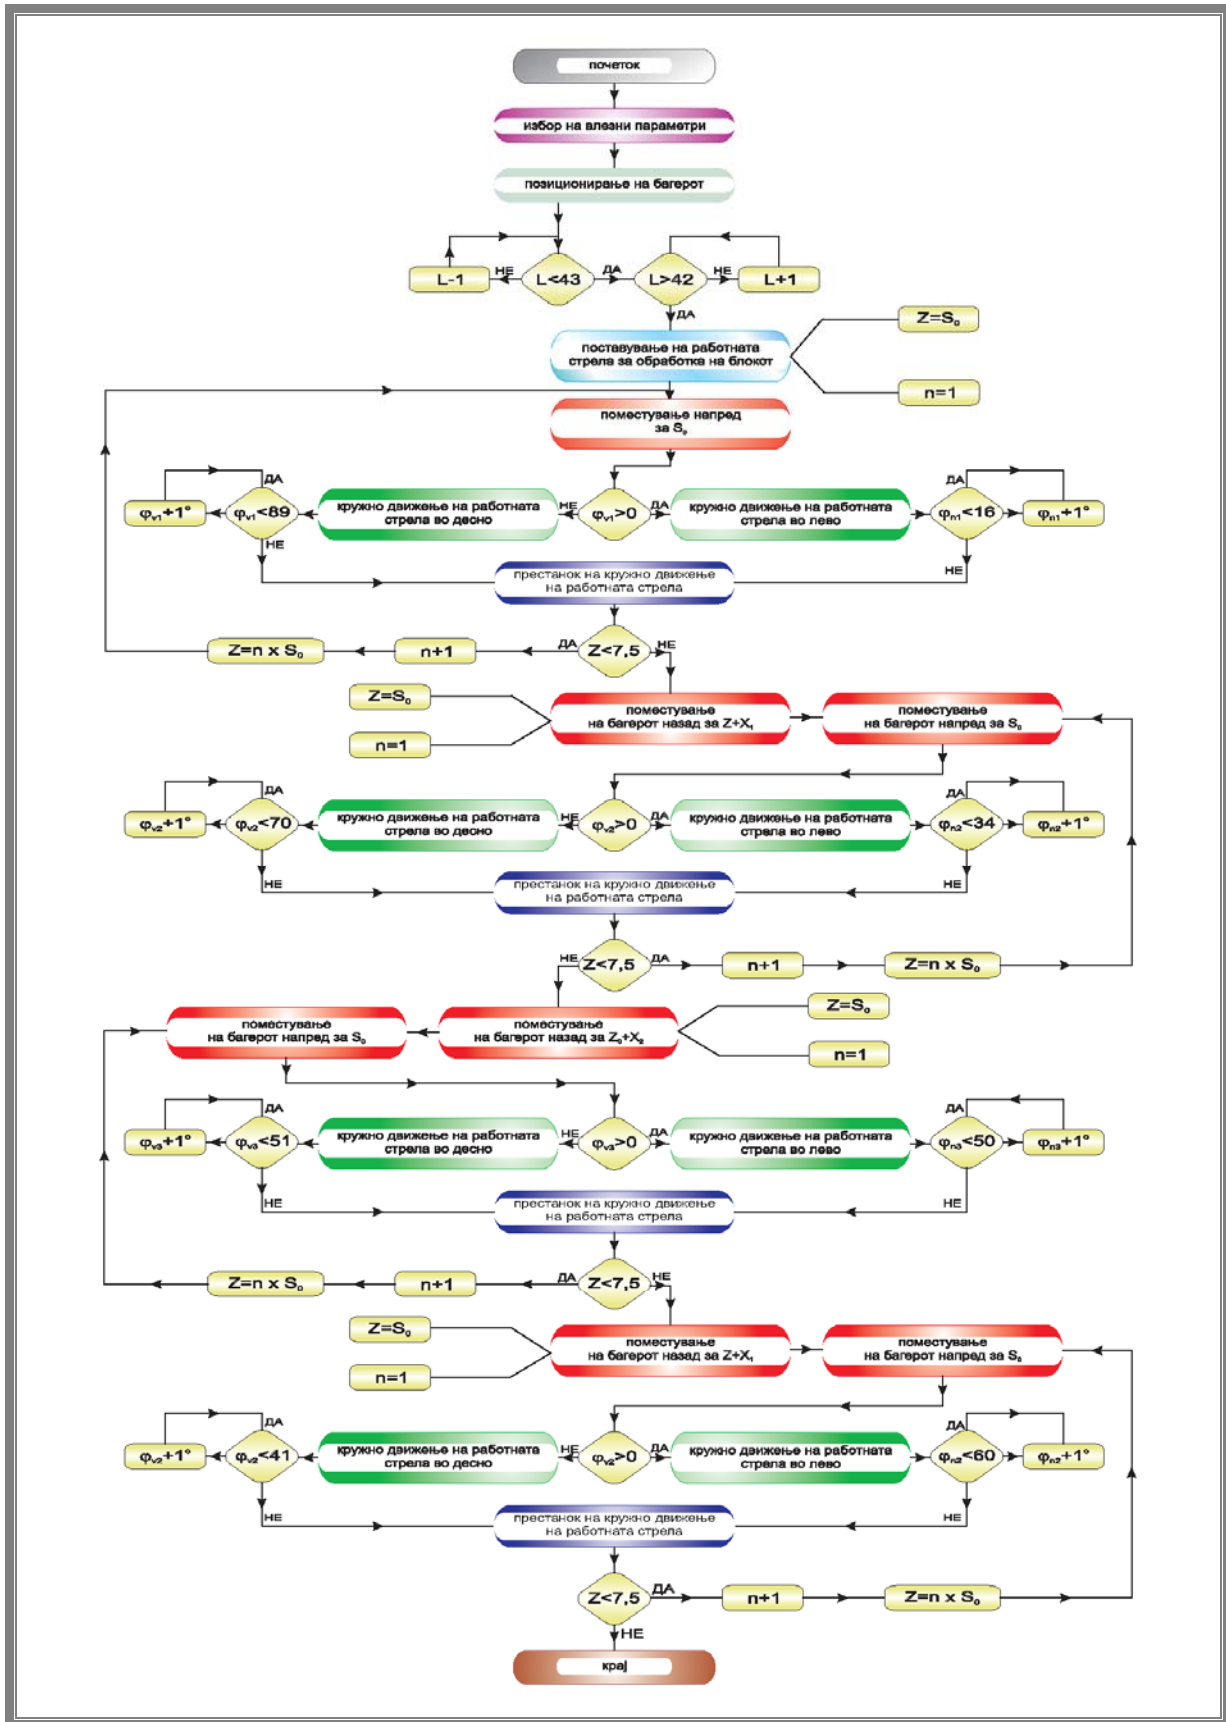 почеток
избор на влезни параметри
позиционирање на багерот
L-1
НЕ
L<43
ДА
L>42
НЕ
L+1
ДА
Z=S₀
поставување на работната
стрела за обработка на блокот
n=1
поместување напред
за S₀
ДА
ДА
φv1+1°
φv1<89
кружно движење на работната
стрела во десно
НЕ
φv1>0
ДА
кружно движење на работната
стрела во лево
φn1<16
φn1+1°
НЕ
НЕ
престанок на кружно движење
на работната стрела
Z=n x S₀
n+1
ДА
Z<7,5
НЕ
Z=S₀
n=1
поместување
на багерот назад за Z+X₁
поместување
на багерот напред за S₀
ДА
ДА
φv2+1°
φv2<70
кружно движење на работната
стрела во десно
НЕ
φv2>0
ДА
кружно движење на работната
стрела во лево
φn2<34
φn2+1°
НЕ
НЕ
престанок на кружно движење
на работната стрела
НЕ
Z<7,5
ДА
n+1
Z=n x S₀
поместување
на багерот напред за S₀
поместување
на багерот назад за Z₀+X₂
Z=S₀
n=1
ДА
ДА
φv3+1°
φv3<51
кружно движење на работната
стрела во десно
НЕ
φv3>0
ДА
кружно движење на работната
стрела во лево
φn3<50
φn3+1°
НЕ
НЕ
престанок на кружно движење
на работната стрела
Z=n x S₀
n+1
ДА
Z<7,5
НЕ
Z=S₀
n=1
поместување
на багерот назад за Z+X₁
поместување
на багерот напред за S₀
ДА
ДА
φv2+1°
φv2<41
кружно движење на работната
стрела во десно
НЕ
φv2>0
ДА
кружно движење на работната
стрела во лево
φn2<60
φn2+1°
НЕ
НЕ
престанок на кружно движење
на работната стрела
Z<7,5
ДА
n+1
Z=n x S₀
НЕ
крај